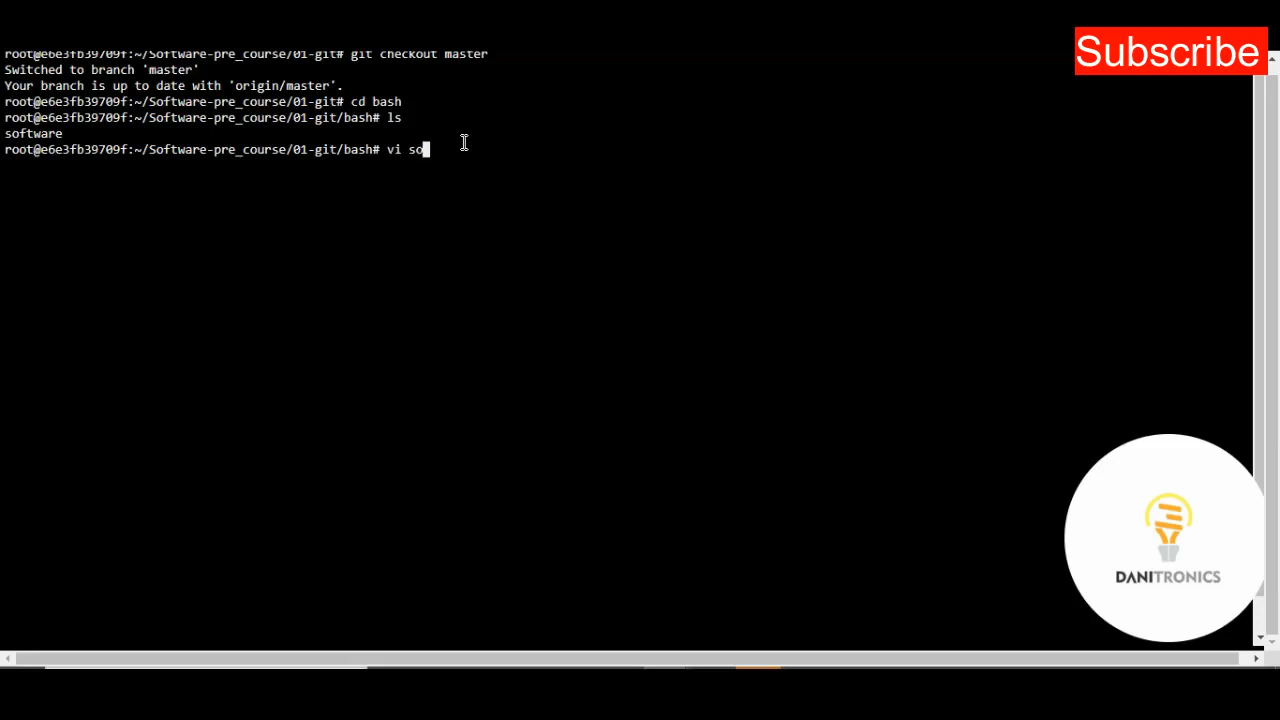 root@e6e3fb39709f:~/Software-pre_course/01-git# git checkout master
Switched to branch 'master'
Your branch is up to date with 'origin/master'.
root@e6e3fb39709f:~/Software-pre_course/01-git# cd bash
root@e6e3fb39709f:~/Software-pre_course/01-git/bash# ls
software
root@e6e3fb39709f:~/Software-pre_course/01-git/bash# vi so
Subscribe
DANITRONICS